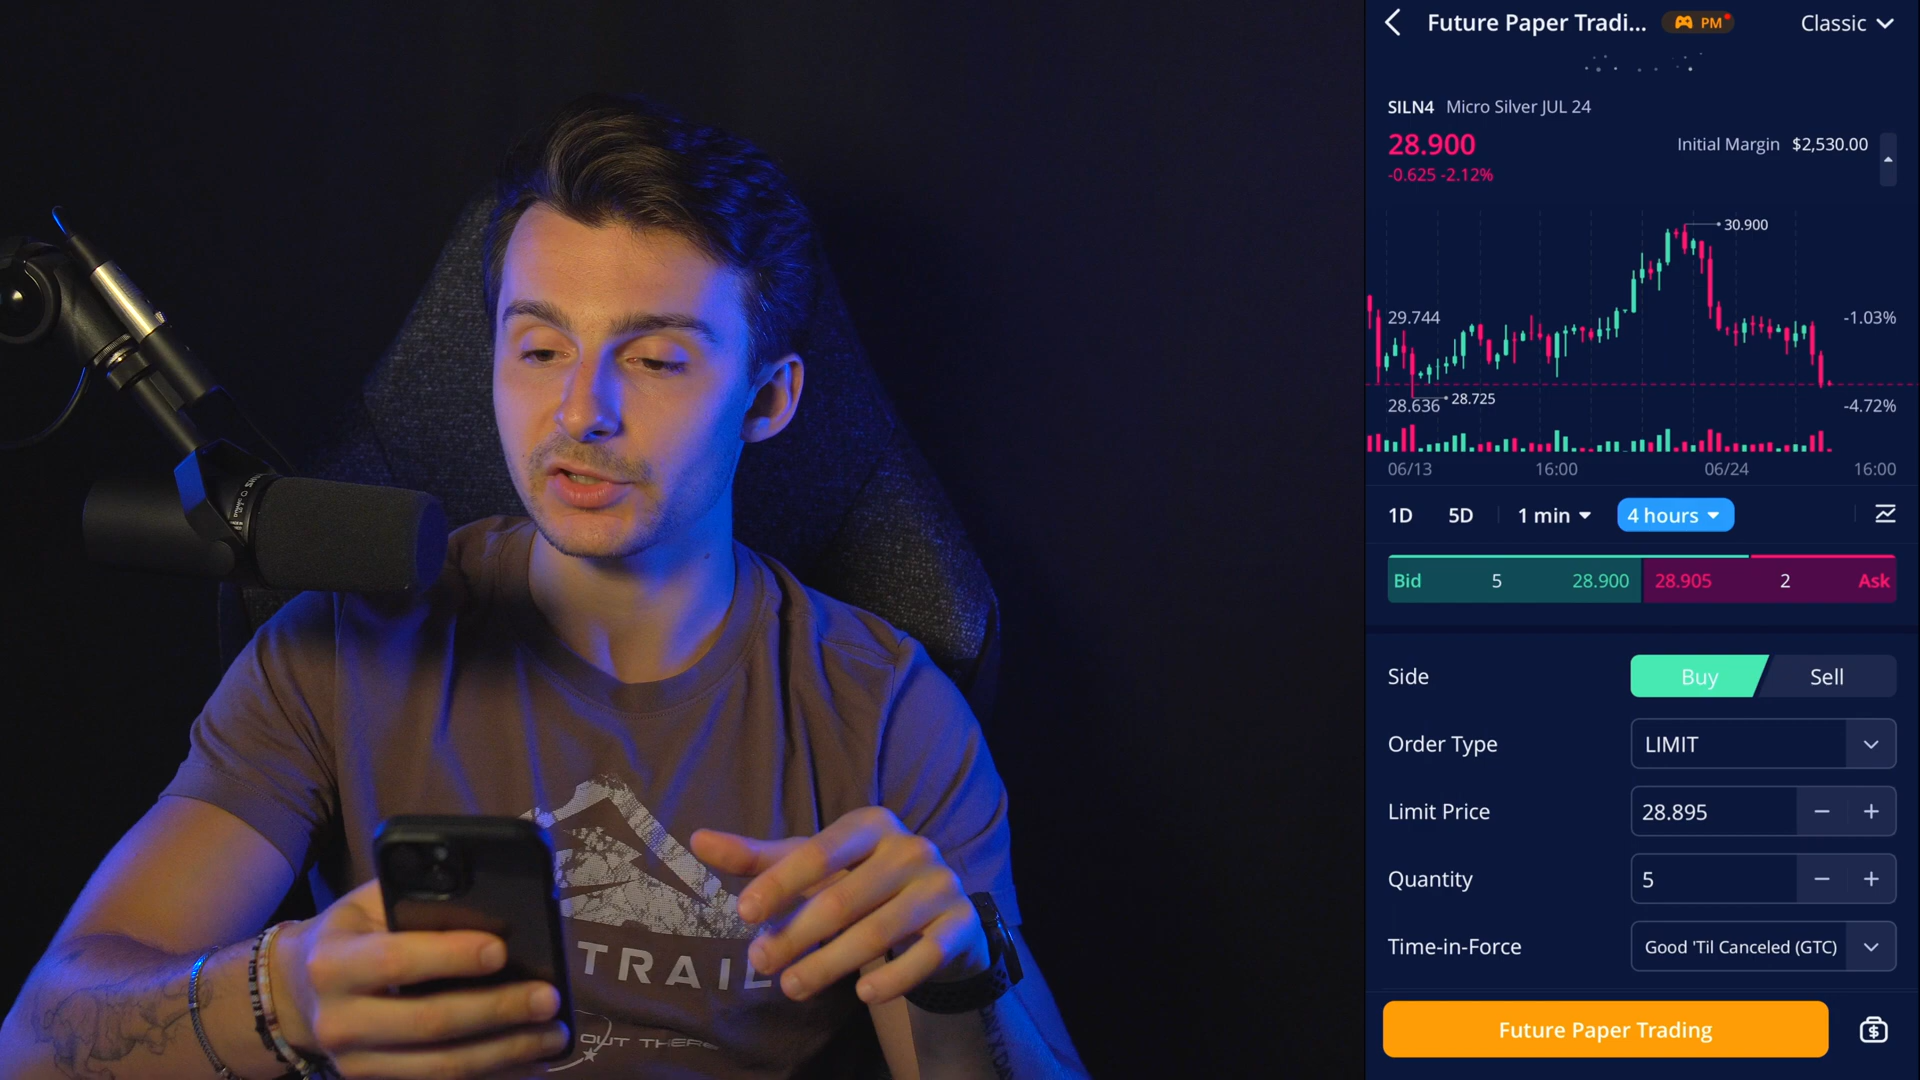 Future Paper Tradi... PM Classic
SILN4 Micro Silver JUL 24
28.900 Initial Margin $2,530.00
-0.625 -2.12%
30.900
29.744 -1.03%
28.636 28.725 -4.72%
06/13 16:00 06/24 16:00
1D 5D 1 min 4 hours
Bid 5 28.900 28.905 2 Ask
Side Buy Sell
Order Type LIMIT
Limit Price 28.895
Quantity 5
Time-in-Force Good 'Til Canceled (GTC)
Future Paper Trading
TRAIL
OUT THERE